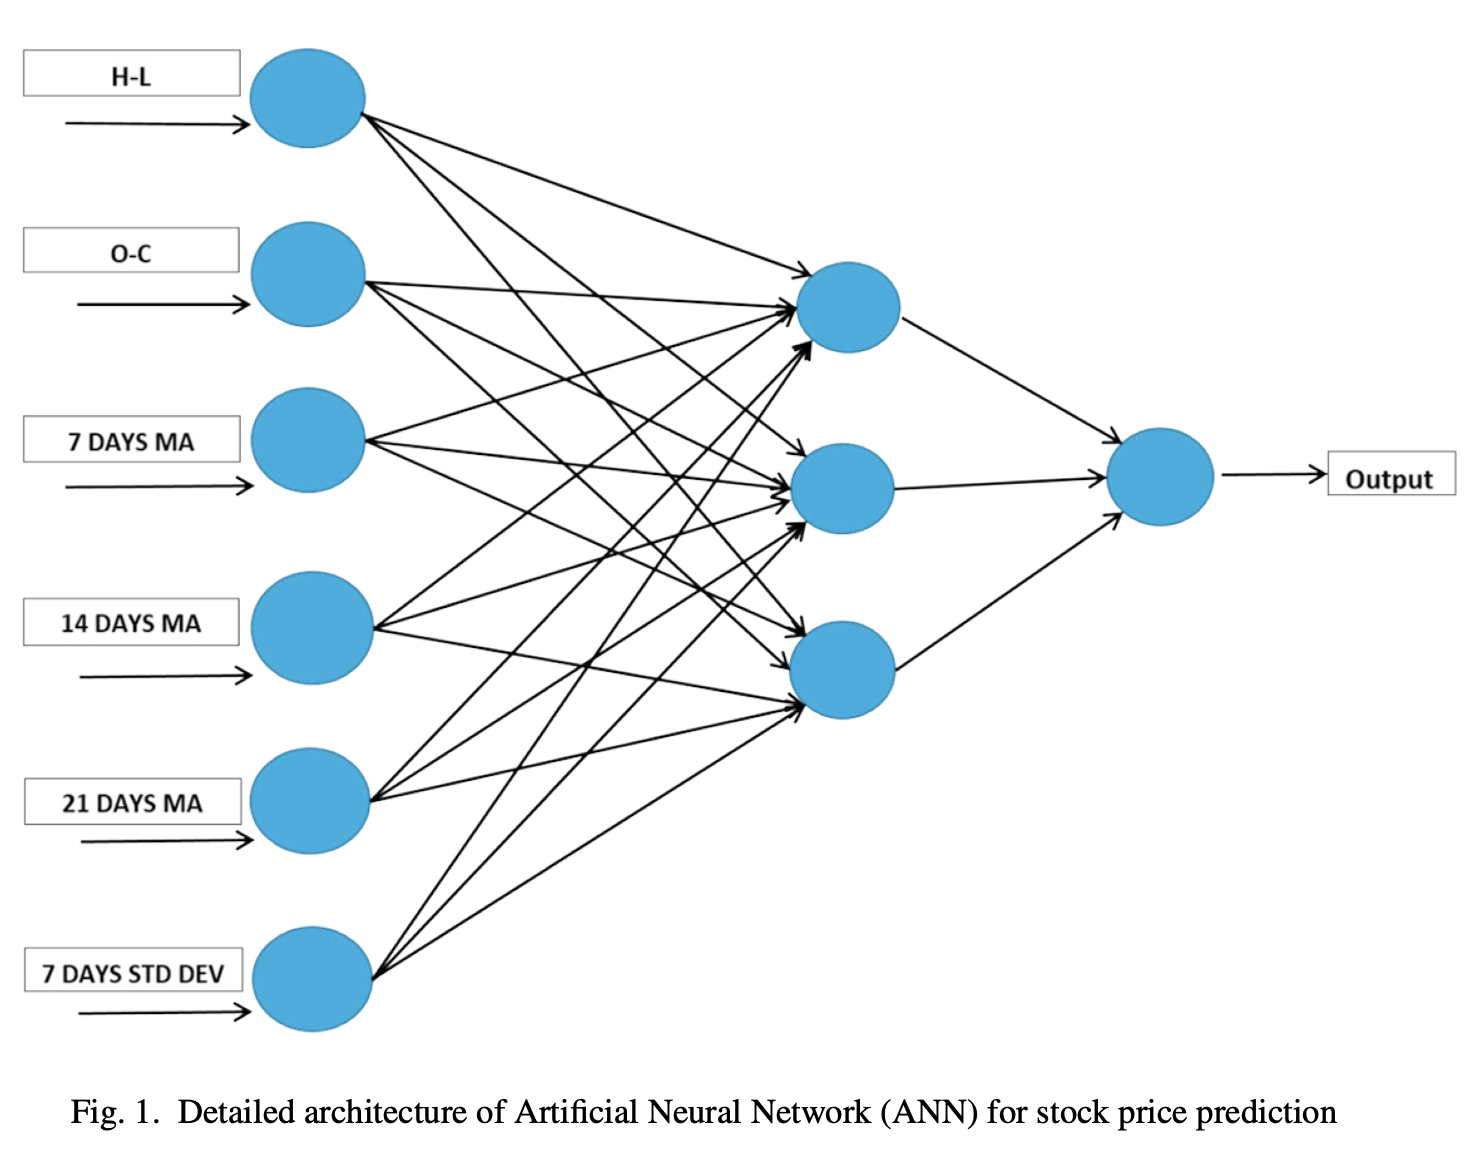 H-L
O-C
7 DAYS MA
14 DAYS MA
21 DAYS MA
7 DAYS STD DEV
Output
Fig. 1. Detailed architecture of Artificial Neural Network (ANN) for stock price prediction